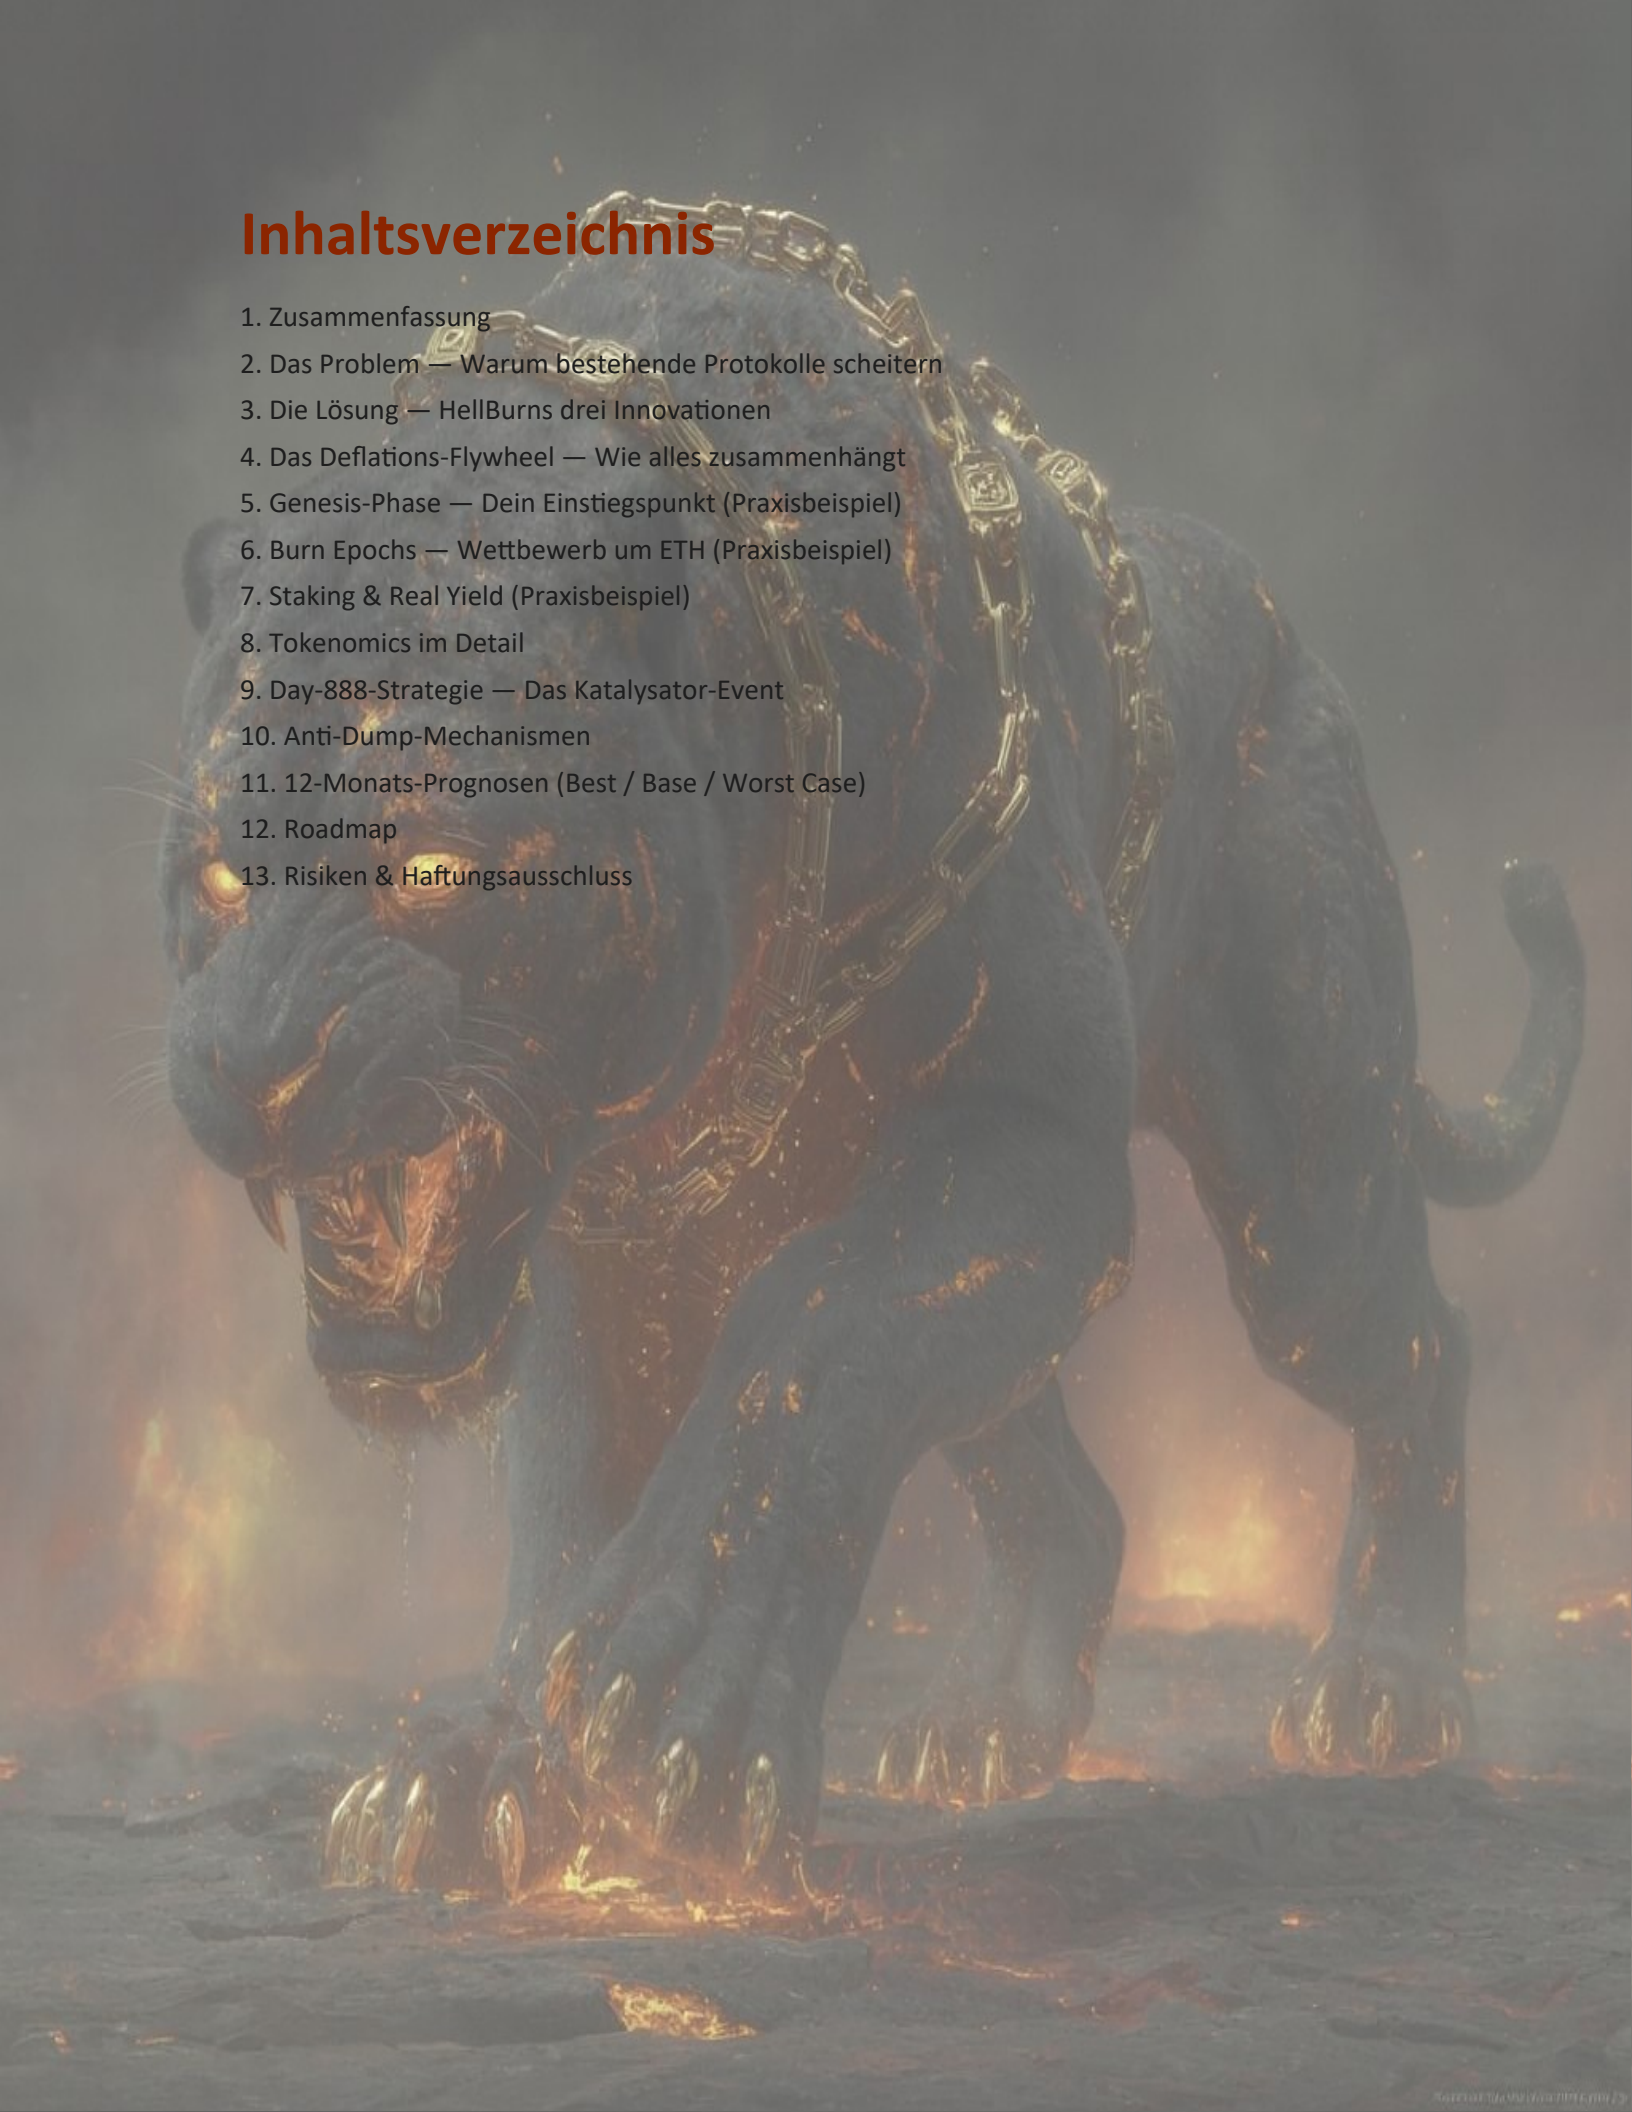 Inhaltsverzeichnis
1. Zusammenfassung
2. Das Problem — Warum bestehende Protokolle scheitern
3. Die Lösung — HellBurns drei Innovationen
4. Das Deflations-Flywheel — Wie alles zusammenhängt
5. Genesis-Phase — Dein Einstiegspunkt (Praxisbeispiel)
6. Burn Epochs — Wettbewerb um ETH (Praxisbeispiel)
7. Staking & Real Yield (Praxisbeispiel)
8. Tokenomics im Detail
9. Day-888-Strategie — Das Katalysator-Event
10. Anti-Dump-Mechanismen
11. 12-Monats-Prognosen (Best / Base / Worst Case)
12. Roadmap
13. Risiken & Haftungsausschluss